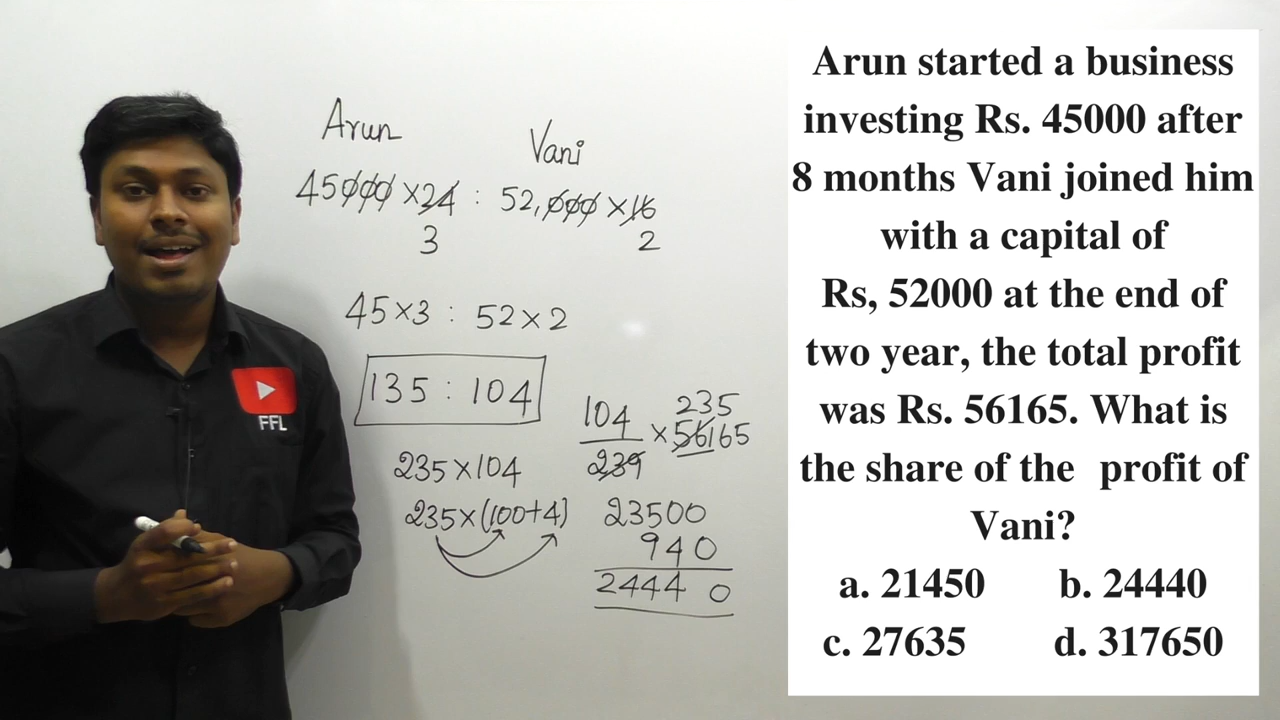 Arun
Vani
45000 × 24 : 52,000 × 16
3
2
45×3 : 52×2
135 : 104
235×104
235×(100+4)
104
239
×
235
56165
23500
940
24440
FFL
Arun started a business
investing Rs. 45000 after
8 months Vani joined him
with a capital of
Rs, 52000 at the end of
two year, the total profit
was Rs. 56165. What is
the share of the profit of
Vani?
a. 21450 b. 24440
c. 27635 d. 317650